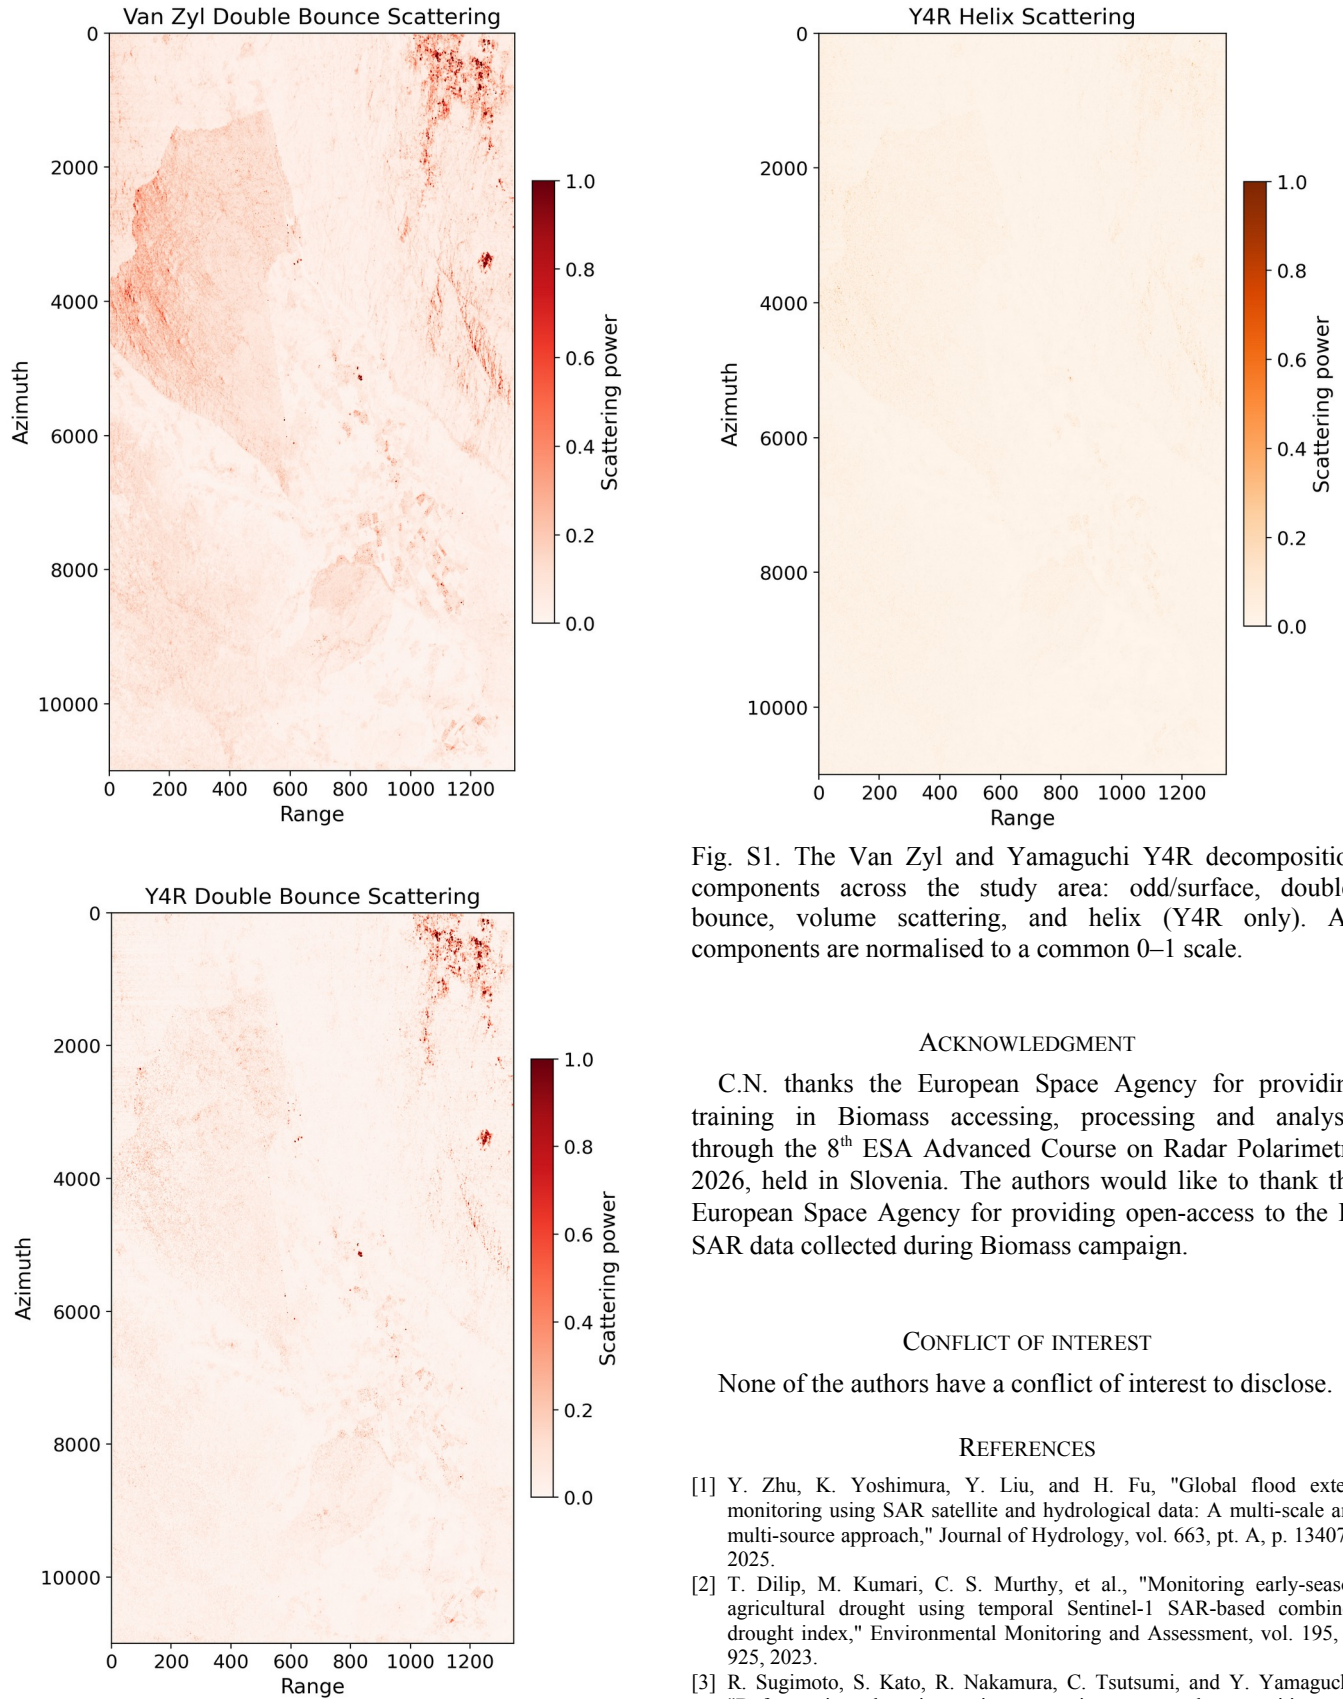 Van Zyl Double Bounce Scattering
0
2000
4000
6000
8000
10000
Azimuth
0 200 400 600 800 1000 1200
Range
1.0
0.8
0.6
0.4
0.2
0.0
Scattering power
Y4R Double Bounce Scattering
0
2000
4000
6000
8000
10000
Azimuth
0 200 400 600 800 1000 1200
Range
1.0
0.8
0.6
0.4
0.2
0.0
Scattering power
Y4R Helix Scattering
0
2000
4000
6000
8000
10000
Azimuth
0 200 400 600 800 1000 1200
Range
1.0
0.8
0.6
0.4
0.2
0.0
Scattering power
Fig. S1. The Van Zyl and Yamaguchi Y4R decompositio
components across the study area: odd/surface, double
bounce, volume scattering, and helix (Y4R only). A
components are normalised to a common 0–1 scale.
ACKNOWLEDGMENT
C.N. thanks the European Space Agency for providin
training in Biomass accessing, processing and analys
through the 8th ESA Advanced Course on Radar Polarimetr
2026, held in Slovenia. The authors would like to thank th
European Space Agency for providing open-access to the
SAR data collected during Biomass campaign.
CONFLICT OF INTEREST
None of the authors have a conflict of interest to disclose.
REFERENCES
[1] Y. Zhu, K. Yoshimura, Y. Liu, and H. Fu, "Global flood exte
monitoring using SAR satellite and hydrological data: A multi-scale a
multi-source approach," Journal of Hydrology, vol. 663, pt. A, p. 13407
2025.
[2] T. Dilip, M. Kumari, C. S. Murthy, et al., "Monitoring early-seas
agricultural drought using temporal Sentinel-1 SAR-based combin
drought index," Environmental Monitoring and Assessment, vol. 195,
925, 2023.
[3] R. Sugimoto, S. Kato, R. Nakamura, C. Tsutsumi, and Y. Yamaguch